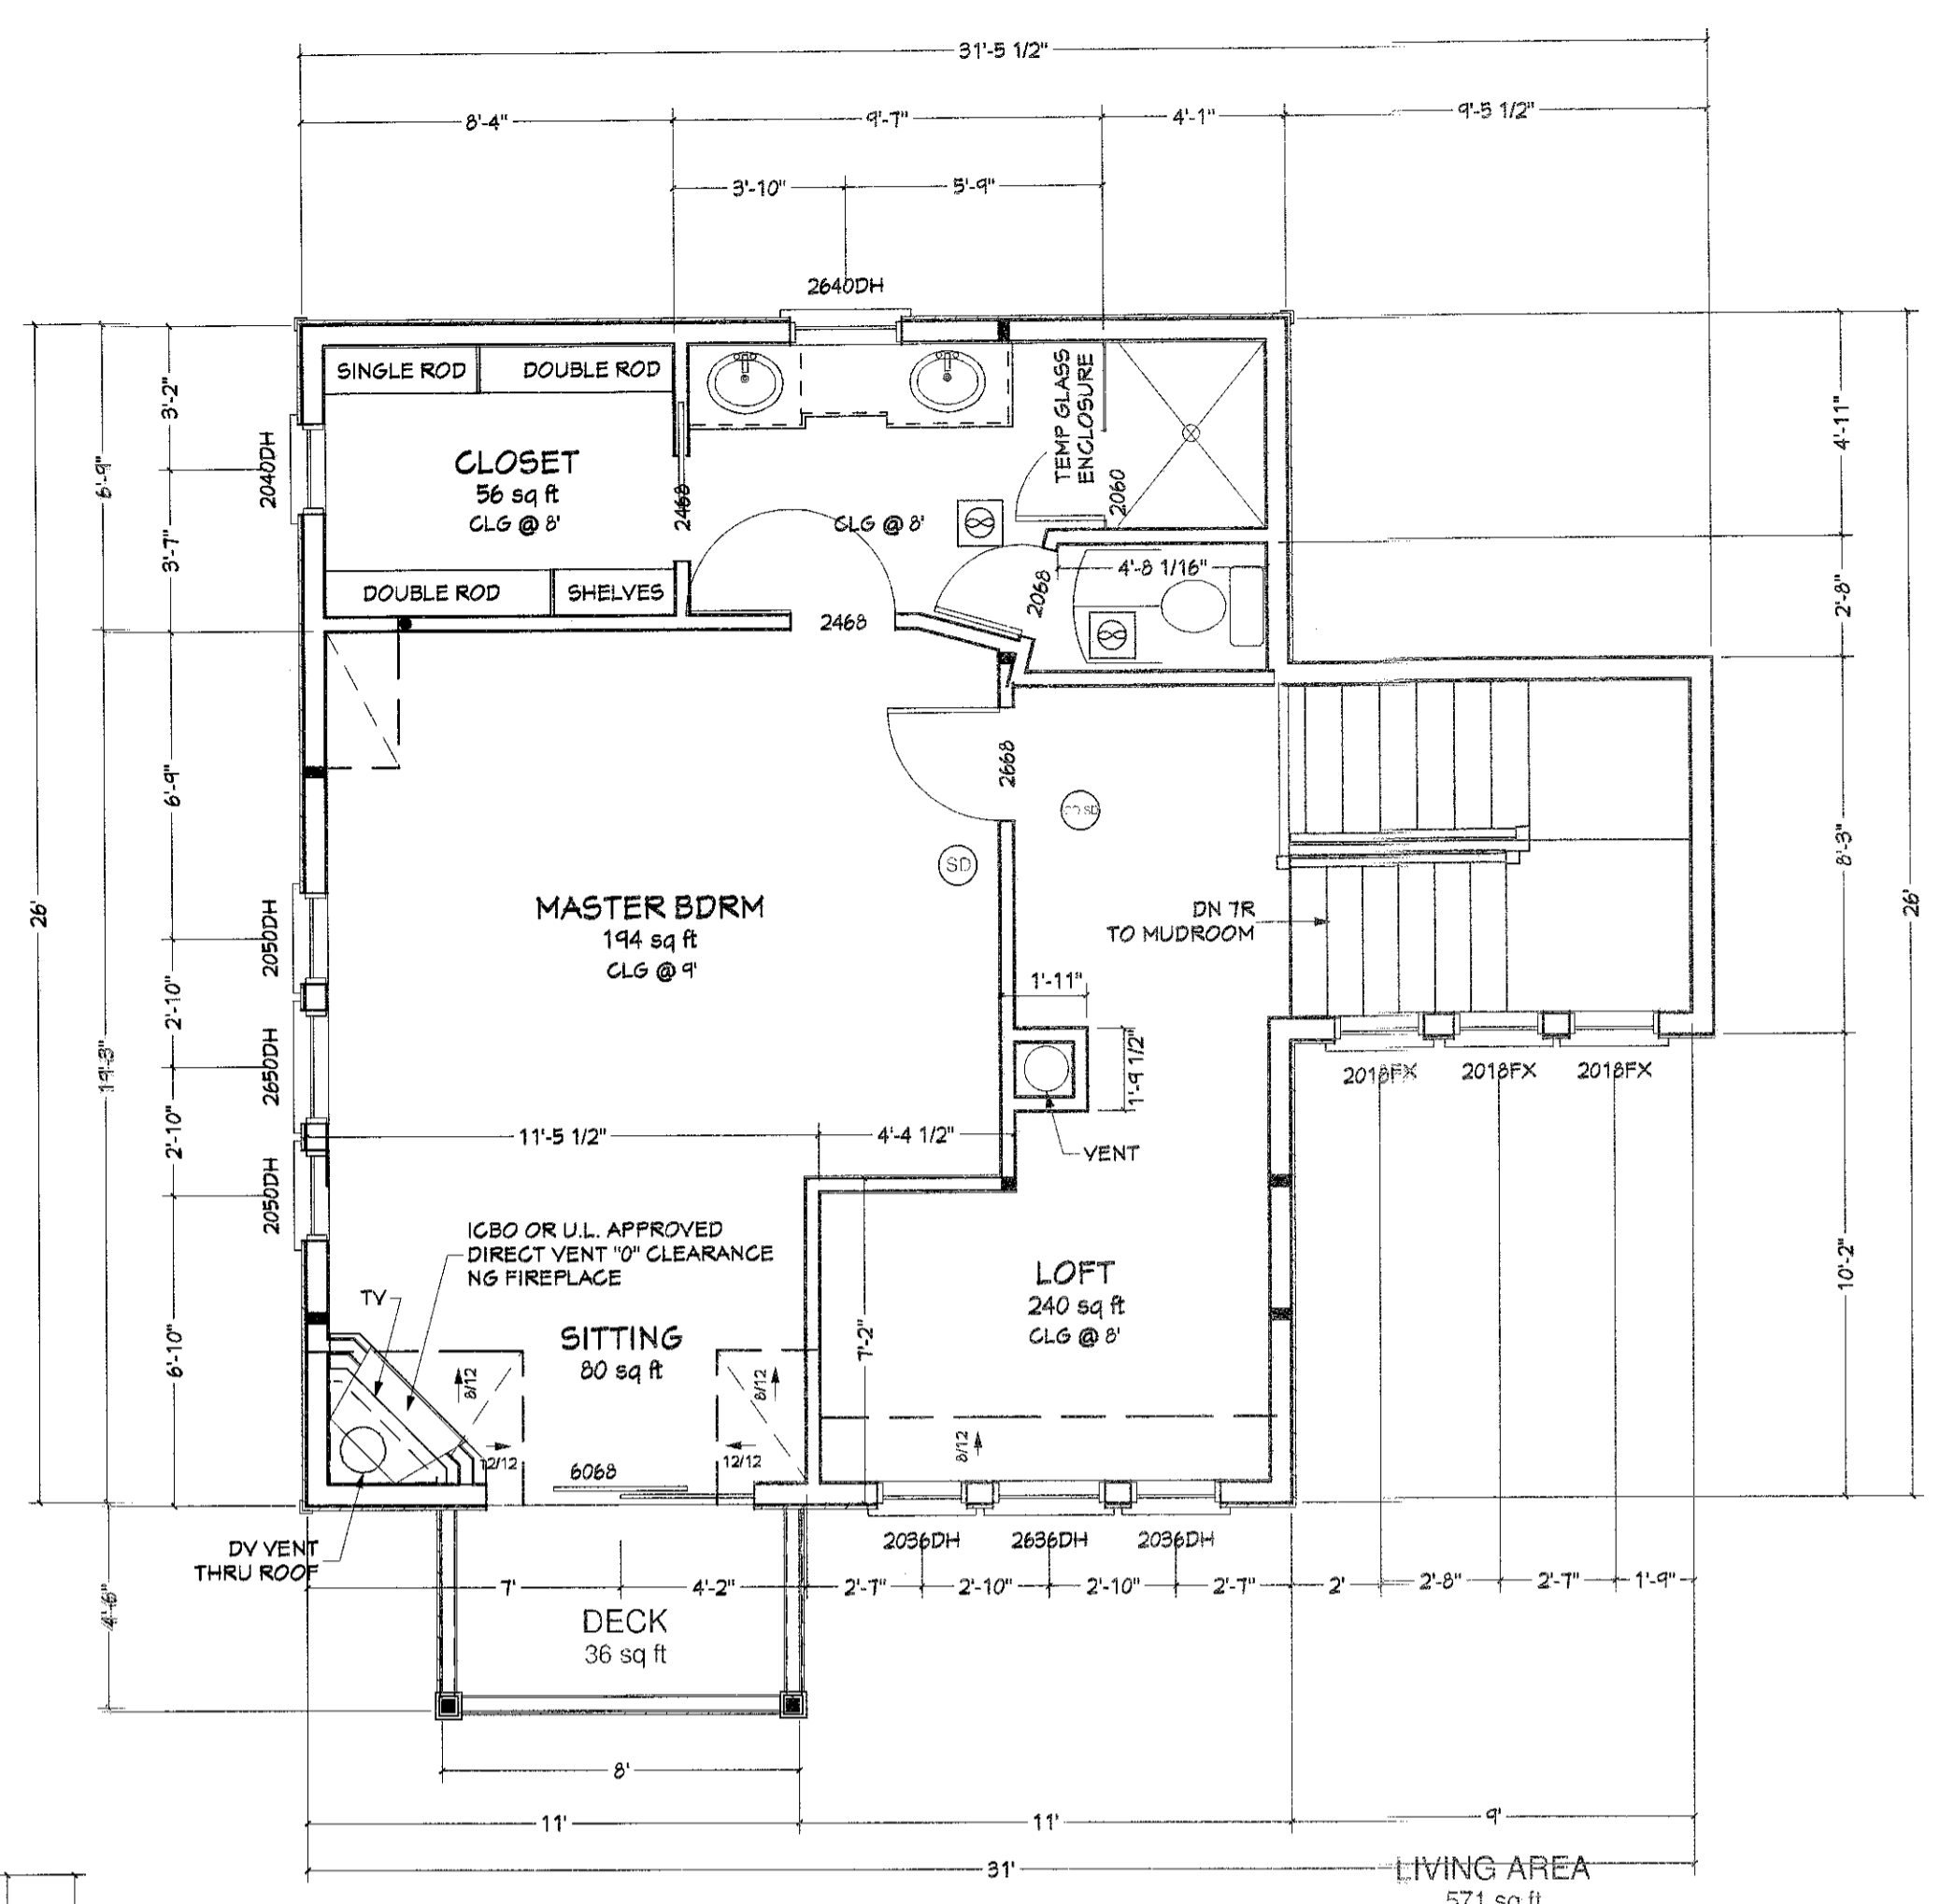 31'-5 1/2"
8'-4"
9'-7"
4'-1"
9'-5 1/2"
3'-10"
5'-9"
2640DH
SINGLE ROD
DOUBLE ROD
TEMP GLASS
ENCLOSURE
3'-2"
4'-11"
6'-9"
2040DH
CLOSET
56 sq ft
CLG @ 8'
2468
CLG @ 8'
2060
3'-7"
DOUBLE ROD
SHELVES
2468
2068
4'-8 1/16"
2'-8"
6'-9"
2668
SD
8'-3"
26'
26'
MASTER BDRM
194 sq ft
CLG @ 9'
DN 7R
TO MUDROOM
2050DH
2'-10"
1'-11"
19'-3"
2650DH
1'-9 1/2"
2018FX
2018FX
2018FX
2'-10"
11'-5 1/2"
4'-4 1/2"
VENT
2050DH
ICBO OR U.L. APPROVED
DIRECT VENT "0" CLEARANCE
NG FIREPLACE
TV
LOFT
240 sq ft
CLG @ 8'
10'-2"
6'-10"
SITTING
80 sq ft
7'-2"
8/12
8/12
8/12
12/12
12/12
6068
DV VENT
THRU ROOF
2036DH
2636DH
2036DH
7'
4'-2"
2'-7"
2'-10"
2'-10"
2'-7"
2'
2'-8"
2'-7"
1'-9"
4'-6"
DECK
36 sq ft
8'
11'
11'
9'
31'
LIVING AREA
571 sq ft